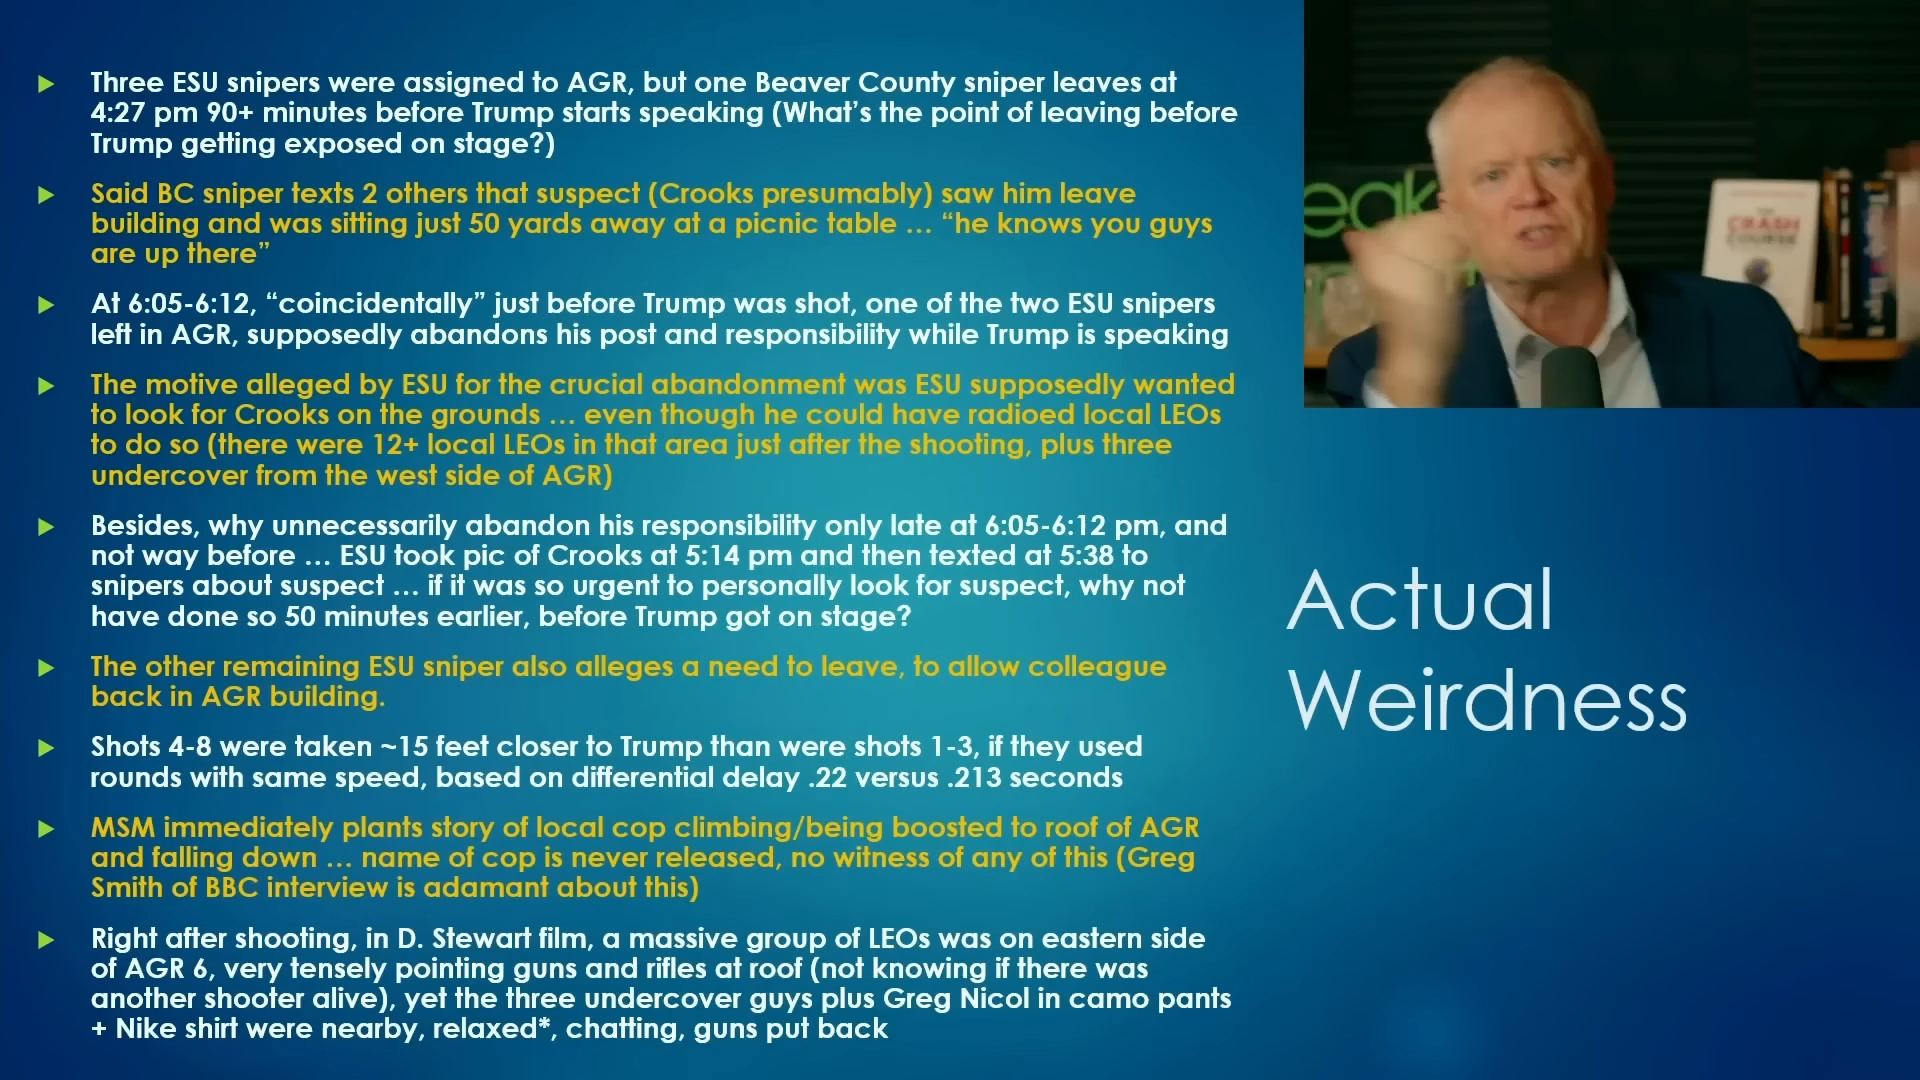 Three ESU snipers were assigned to AGR, but one Beaver County sniper leaves at
4:27 pm 90+ minutes before Trump starts speaking (What's the point of leaving before
Trump getting exposed on stage?)
Said BC sniper texts 2 others that suspect (Crooks presumably) saw him leave
building and was sitting just 50 yards away at a picnic table … “he knows you guys
are up there”
At 6:05-6:12, “coincidentally” just before Trump was shot, one of the two ESU snipers
left in AGR, supposedly abandons his post and responsibility while Trump is speaking
The motive alleged by ESU for the crucial abandonment was ESU supposedly wanted
to look for Crooks on the grounds … even though he could have radioed local LEOs
to do so (there were 12+ local LEOs in that area just after the shooting, plus three
undercover from the west side of AGR)
Besides, why unnecessarily abandon his responsibility only late at 6:05-6:12 pm, and
not way before … ESU took pic of Crooks at 5:14 pm and then texted at 5:38 to
snipers about suspect … if it was so urgent to personally look for suspect, why not
have done so 50 minutes earlier, before Trump got on stage?
The other remaining ESU sniper also alleges a need to leave, to allow colleague
back in AGR building.
Shots 4-8 were taken ~15 feet closer to Trump than were shots 1-3, if they used
rounds with same speed, based on differential delay .22 versus .213 seconds
MSM immediately plants story of local cop climbing/being boosted to roof of AGR
and falling down … name of cop is never released, no witness of any of this (Greg
Smith of BBC interview is adamant about this)
Right after shooting, in D. Stewart film, a massive group of LEOs was on eastern side
of AGR 6, very tensely pointing guns and rifles at roof (not knowing if there was
another shooter alive), yet the three undercover guys plus Greg Nicol in camo pants
+ Nike shirt were nearby, relaxed*, chatting, guns put back
eak
CRASH
COURSE
Actual
Weirdness